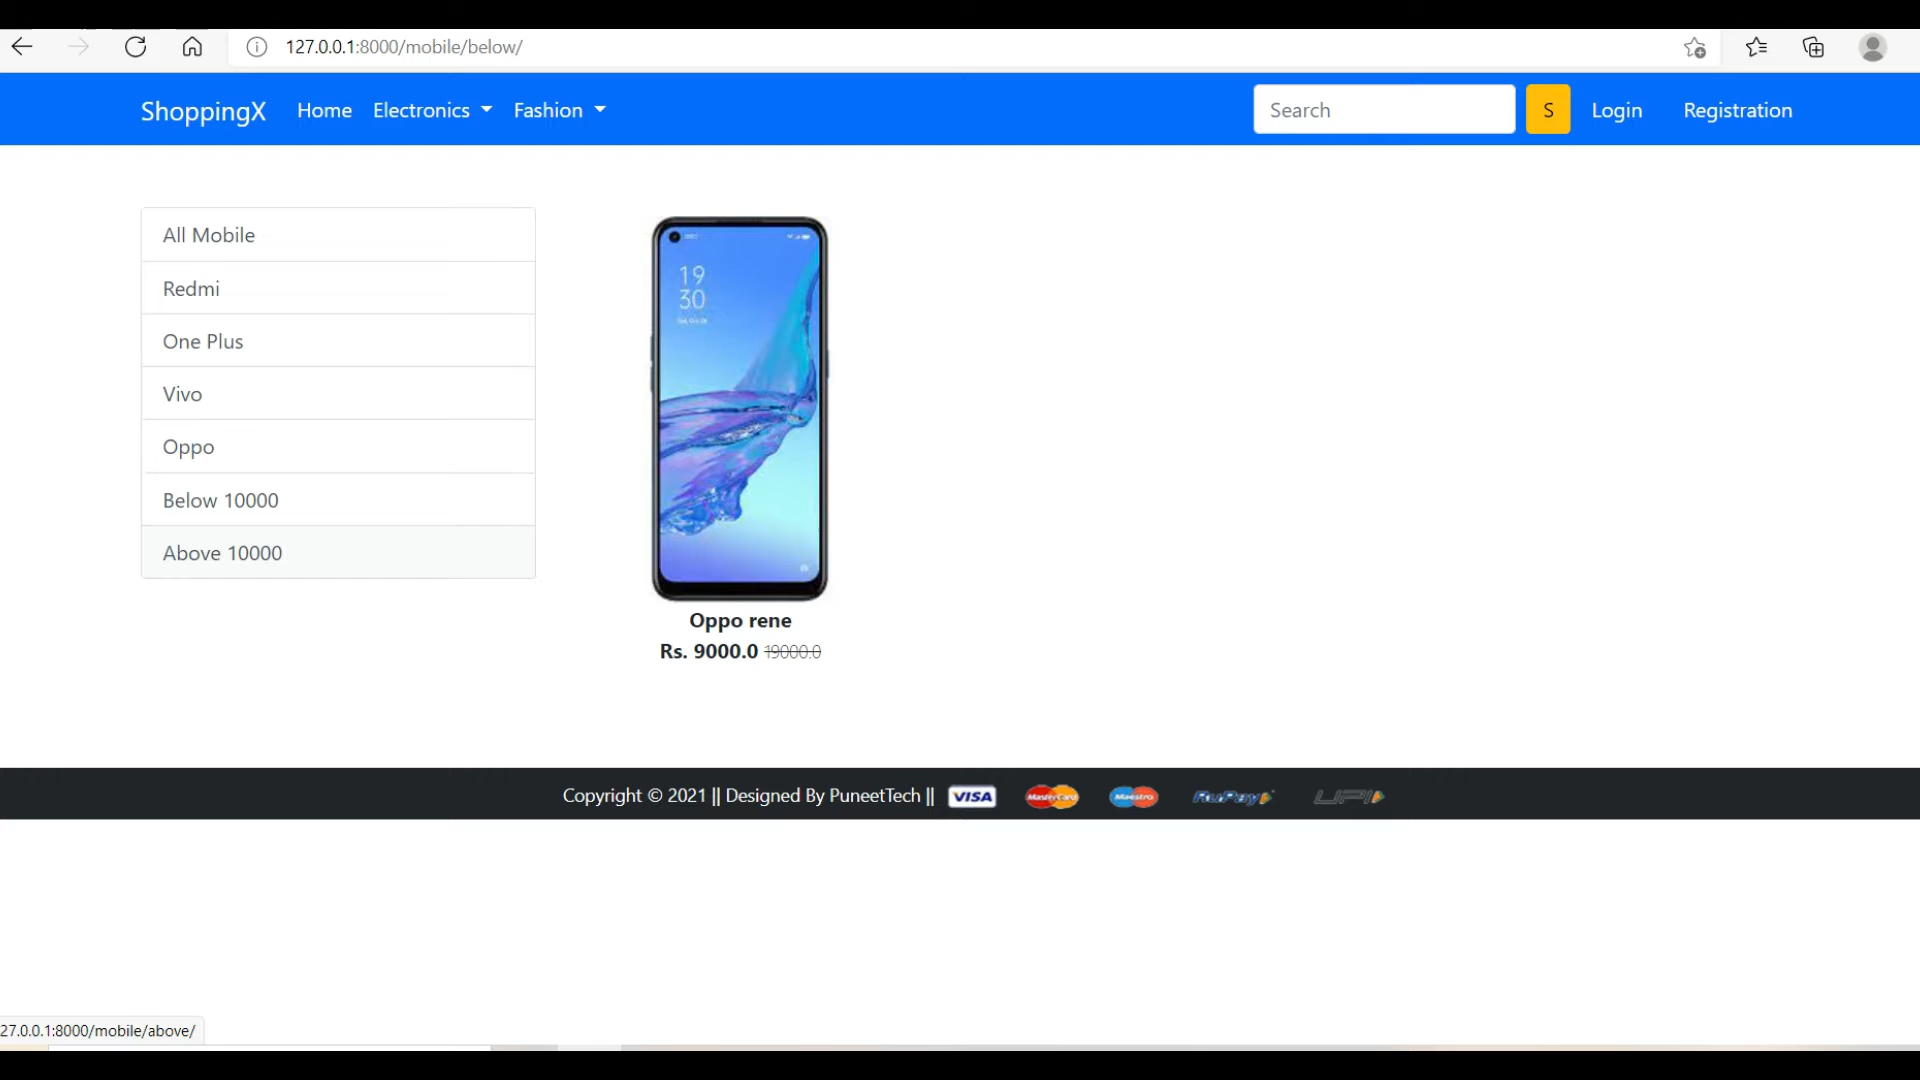 127.0.0.1:8000/mobile/below/
ShoppingX Home Electronics Fashion Search S Login Registration
All Mobile
Redmi
One Plus
Vivo
Oppo
Below 10000
Above 10000
19
30
Oppo rene
Rs. 9000.0 19000.0
Copyright © 2021 || Designed By PuneetTech || VISA MasterCard Maestro RuPay UPI
27.0.0.1:8000/mobile/above/